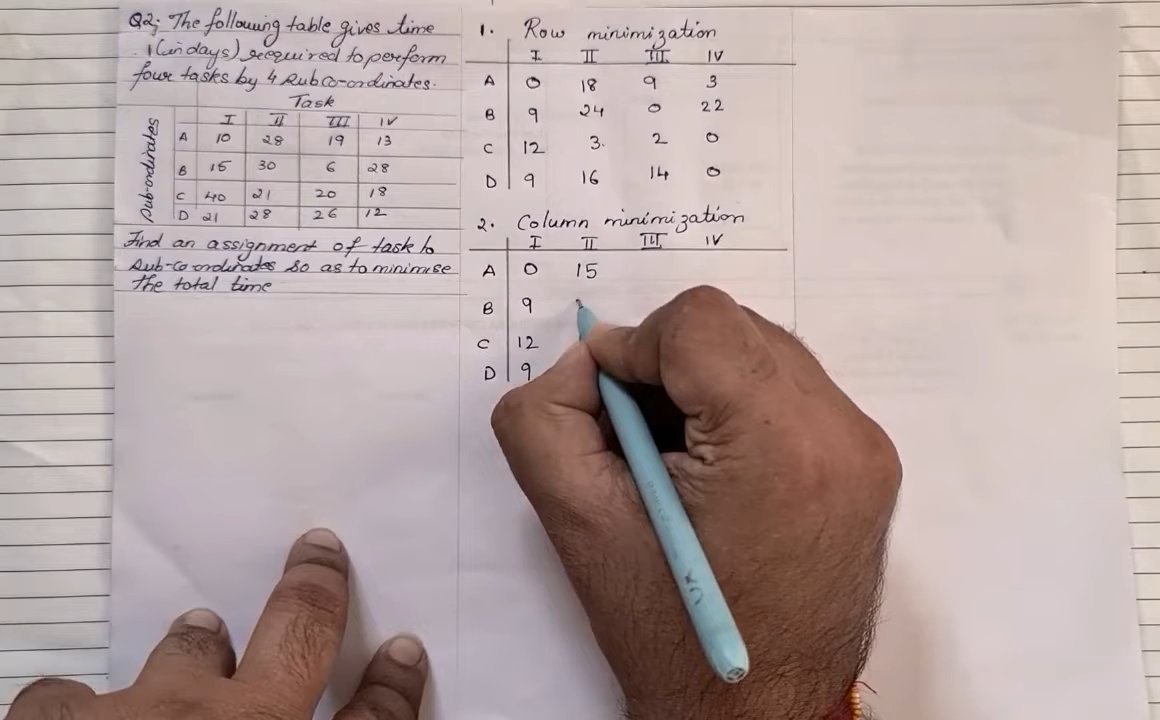 Q2; The following table gives time
(in days) required to perform
four tasks by 4 subco-ordinates.
Task
Sub-ordinates
I II III IV
A 10 28 19 13
B 15 30 6 28
C 40 21 20 18
D 21 28 26 12
Find an assignment of task to
sub-co ordinates so as to minimise
the total time
1. Row minimization
I II III IV
A 0 18 9 3
B 9 24 0 22
C 12 3. 2 0
D 9 16 14 0
2. Column minimization
I II III IV
A 0 15
B 9
C 12
D 9